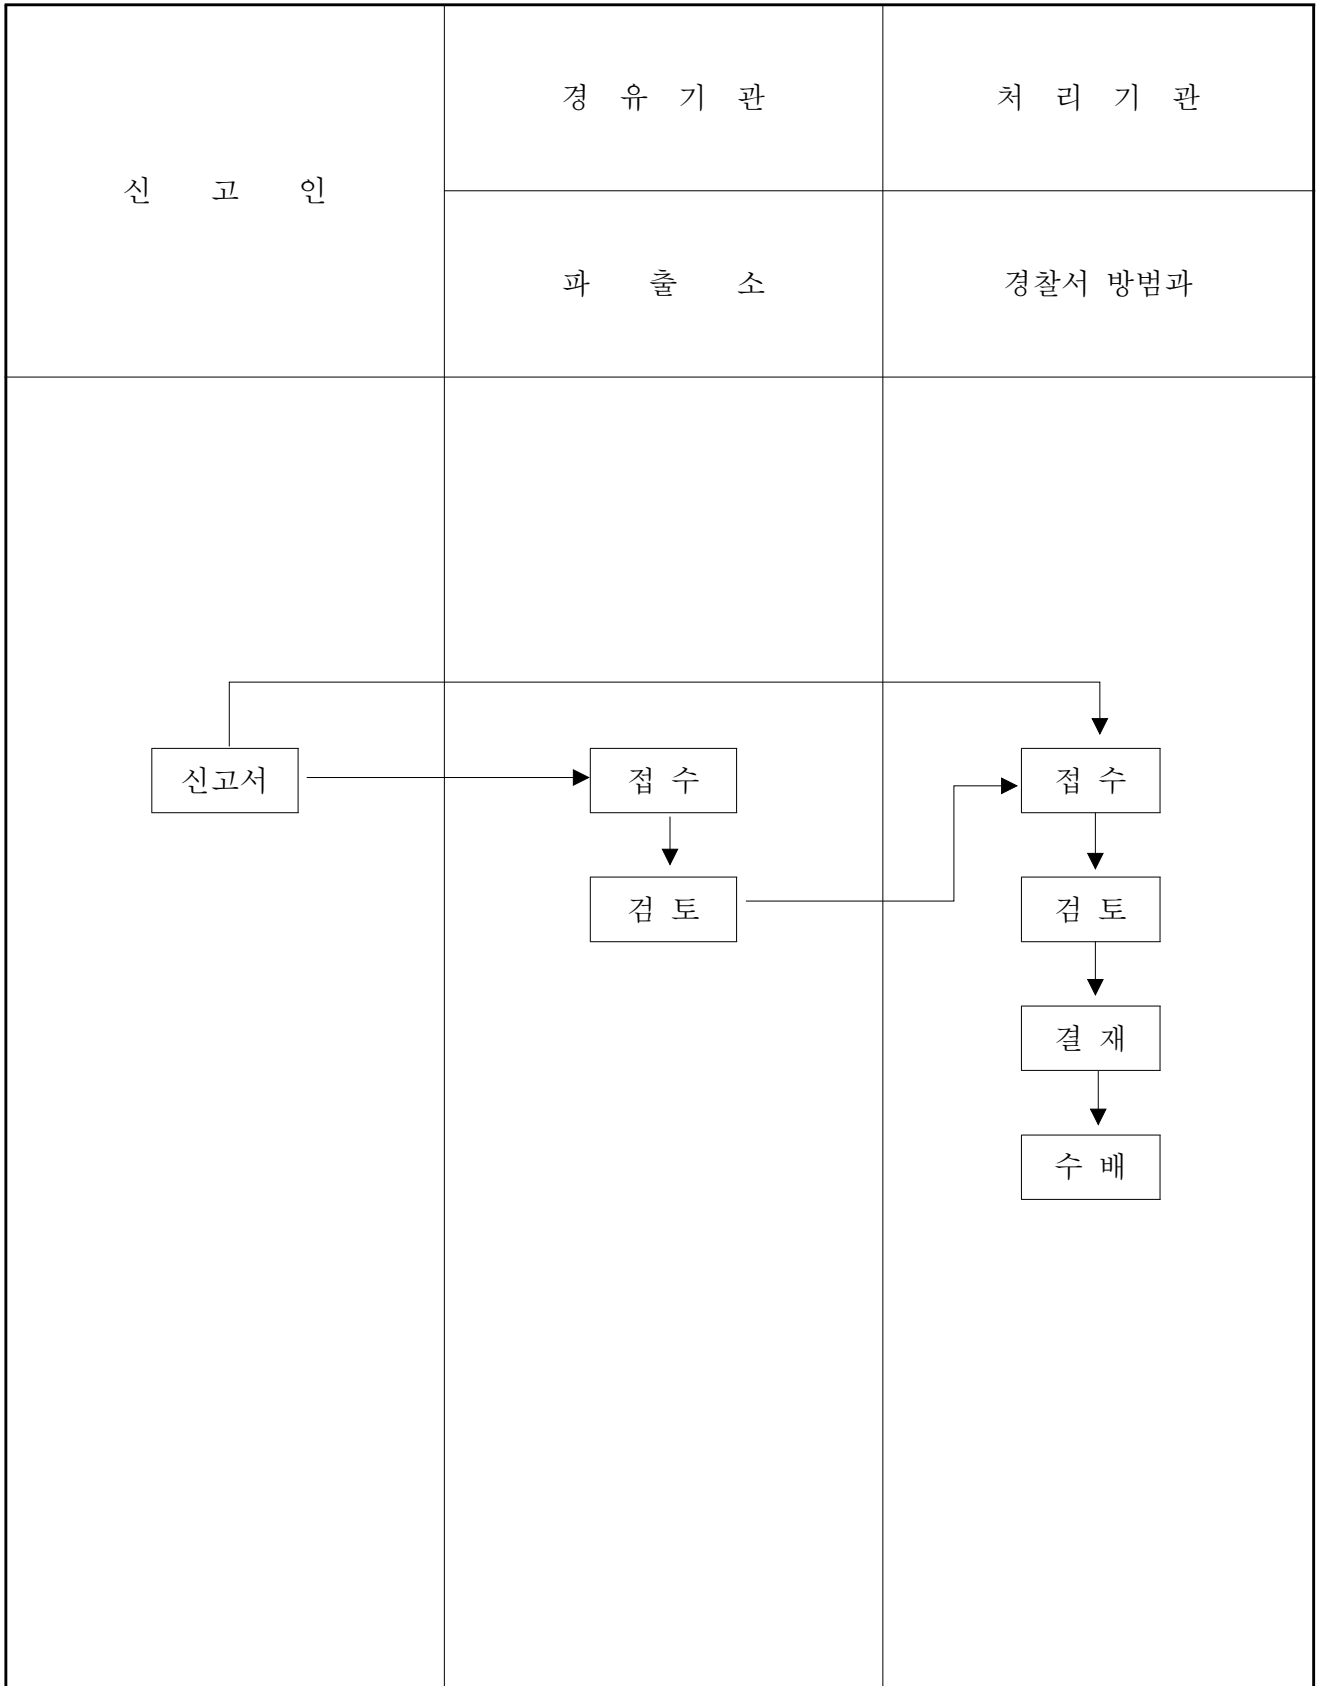 신 고 인
경 유 기 관
처 리 기 관
파 출 소
경찰서 방범과
신고서
접 수
접 수
검 토
검 토
결 재
수 배